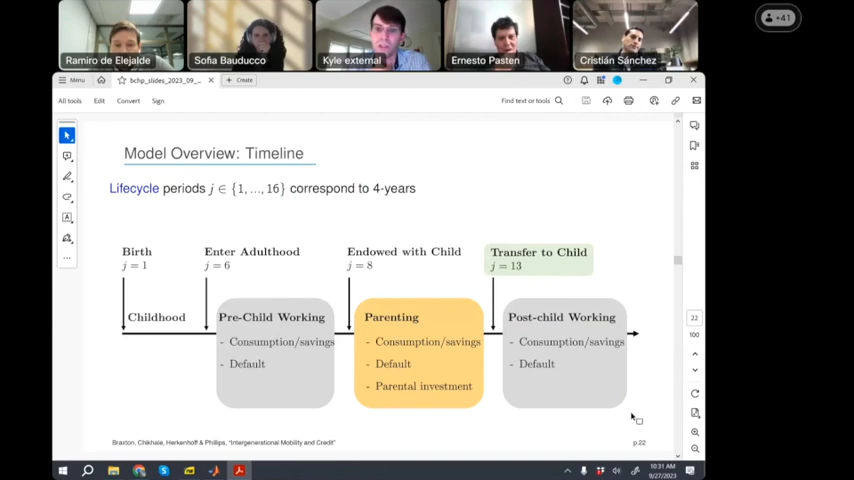 +41
Ramiro de Elejalde
Sofia Bauducco
Kyle external
Ernesto Pasten
Cristián Sánchez
Menu
bchp_slides_2023_09_...
Create
All tools
Edit
Convert
Sign
Find text or tools
Model Overview: Timeline
Lifecycle periods j ∈ {1, ..., 16} correspond to 4-years
Birth
j = 1
Enter Adulthood
j = 6
Endowed with Child
j = 8
Transfer to Child
j = 13
Childhood
Pre-Child Working
- Consumption/savings
- Default
Parenting
- Consumption/savings
- Default
- Parental investment
Post-child Working
- Consumption/savings
- Default
22
100
Braxton, Chikhale, Herkenhoff & Phillips, "Intergenerational Mobility and Credit"
p.22
10:31 AM
9/27/2023